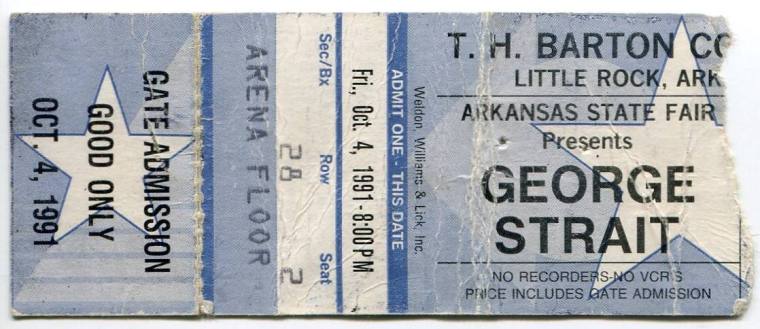 T. H. BARTON CO
LITTLE ROCK, ARK
ARKANSAS STATE FAIR
Presents
GEORGE
STRAIT
NO RECORDERS-NO VCR'S
PRICE INCLUDES GATE ADMISSION
Weldon, Williams & Lick, Inc.
ADMIT ONE - THIS DATE
Fri., Oct. 4, 1991-8:00 PM
Sec/Bx Row Seat
28 2
ARENA FLOOR
GATE ADMISSION
GOOD ONLY
OCT. 4, 1991